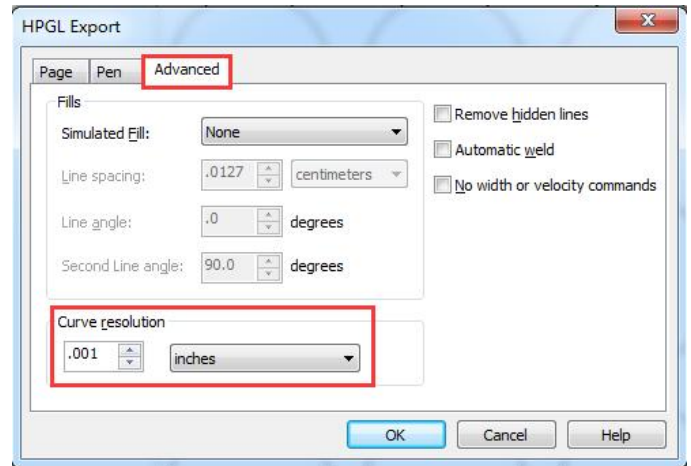 HPGL Export
Page Pen Advanced
Fills
Simulated Fill: None
Line spacing: .0127 centimeters
Line angle: .0 degrees
Second Line angle: 90.0 degrees
Remove hidden lines
Automatic weld
No width or velocity commands
Curve resolution
.001 inches
OK Cancel Help